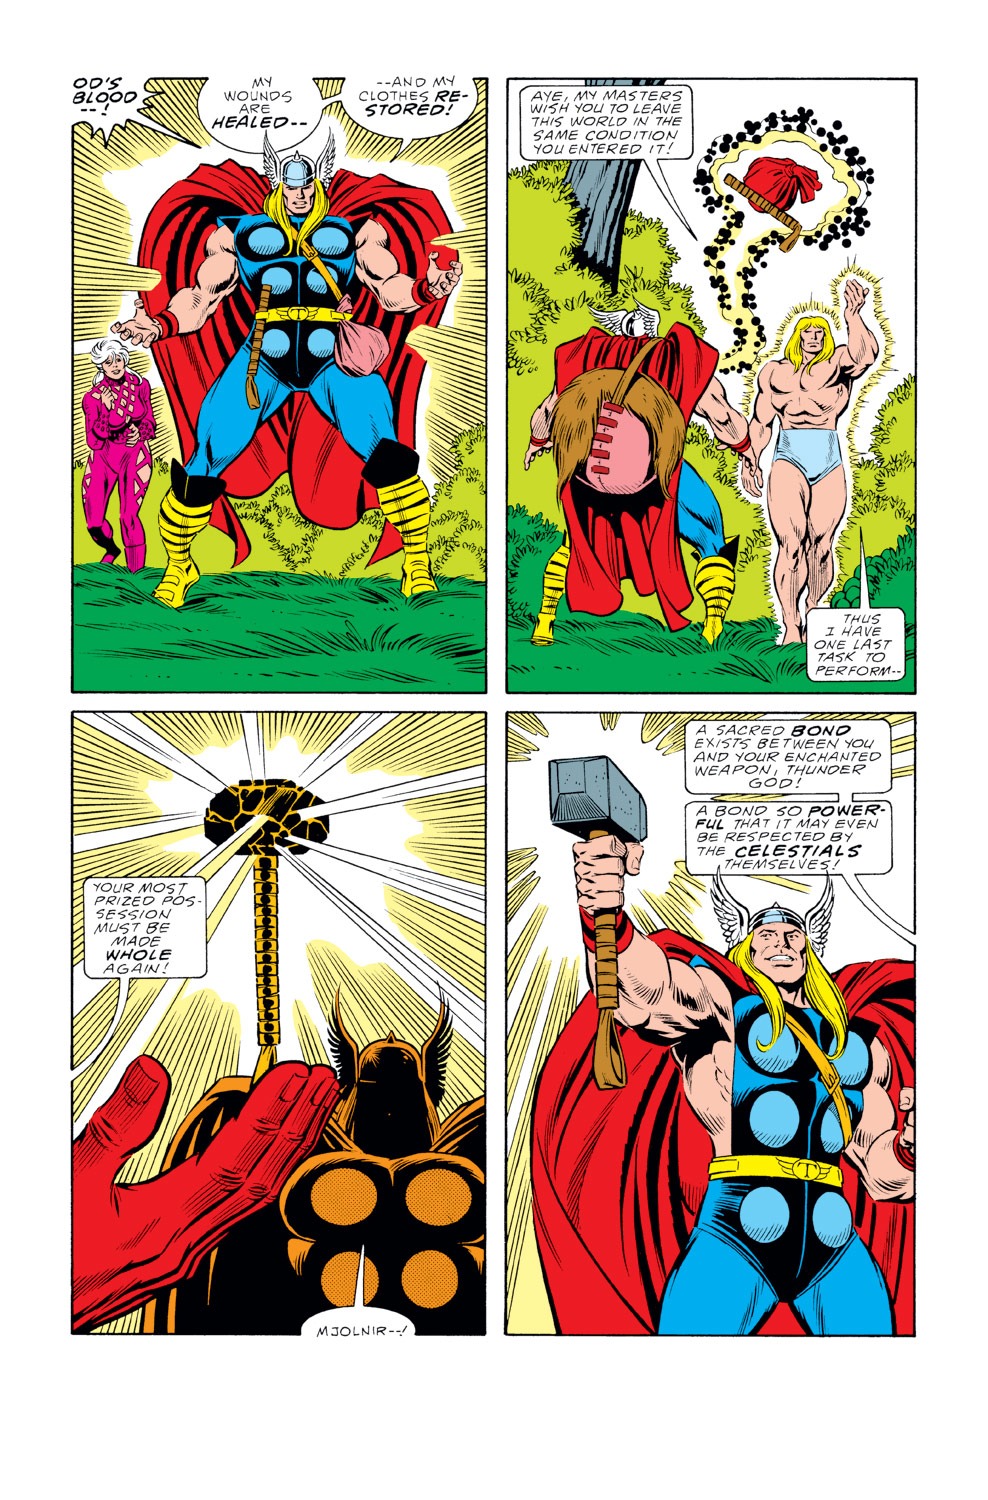 OD'S
BLOOD
--!
MY
WOUNDS
ARE
HEALED--
--AND MY
CLOTHES RE-
STORED!
AYE, MY MASTERS
WISH YOU TO LEAVE
THIS WORLD IN THE
SAME CONDITION
YOU ENTERED IT!
THUS
I HAVE
ONE LAST
TASK TO
PERFORM--
YOUR MOST
PRIZED POS-
SESSION
MUST BE
MADE
WHOLE
AGAIN!
MJOLNIR--!
A SACRED BOND
EXISTS BETWEEN YOU
AND YOUR ENCHANTED
WEAPON, THUNDER
GOD!
A BOND SO POWER-
FUL THAT IT MAY EVEN
BE RESPECTED BY
THE CELESTIALS
THEMSELVES!
T